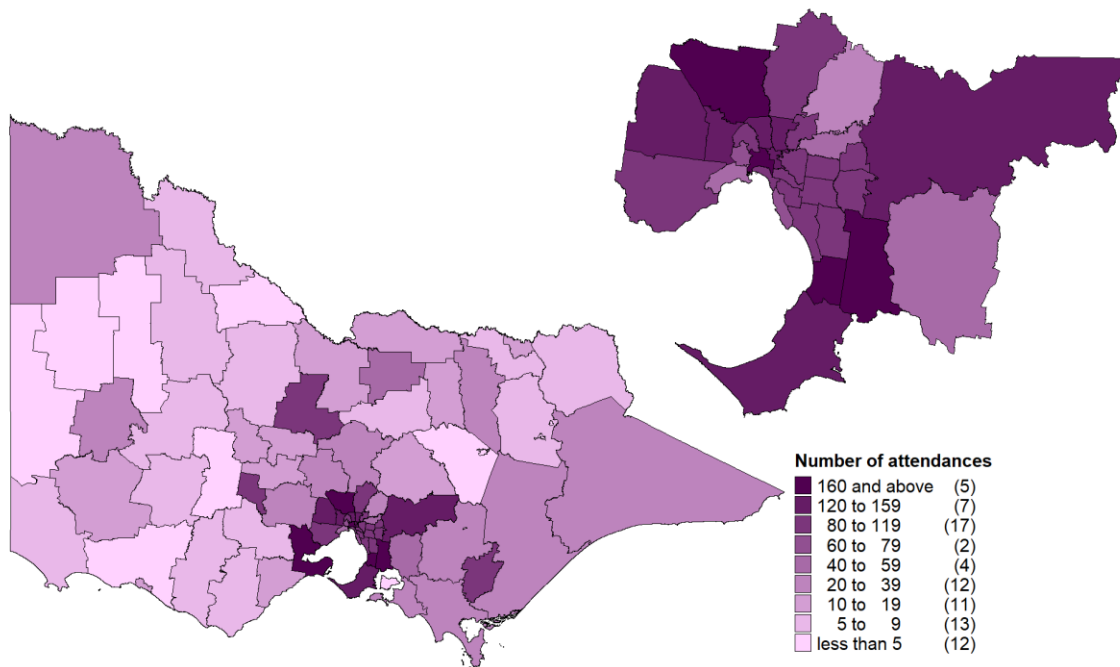 Number of attendances
160 and above (5)
120 to 159 (7)
80 to 119 (17)
60 to 79 (2)
40 to 59 (4)
20 to 39 (12)
10 to 19 (11)
5 to 9 (13)
less than 5 (12)